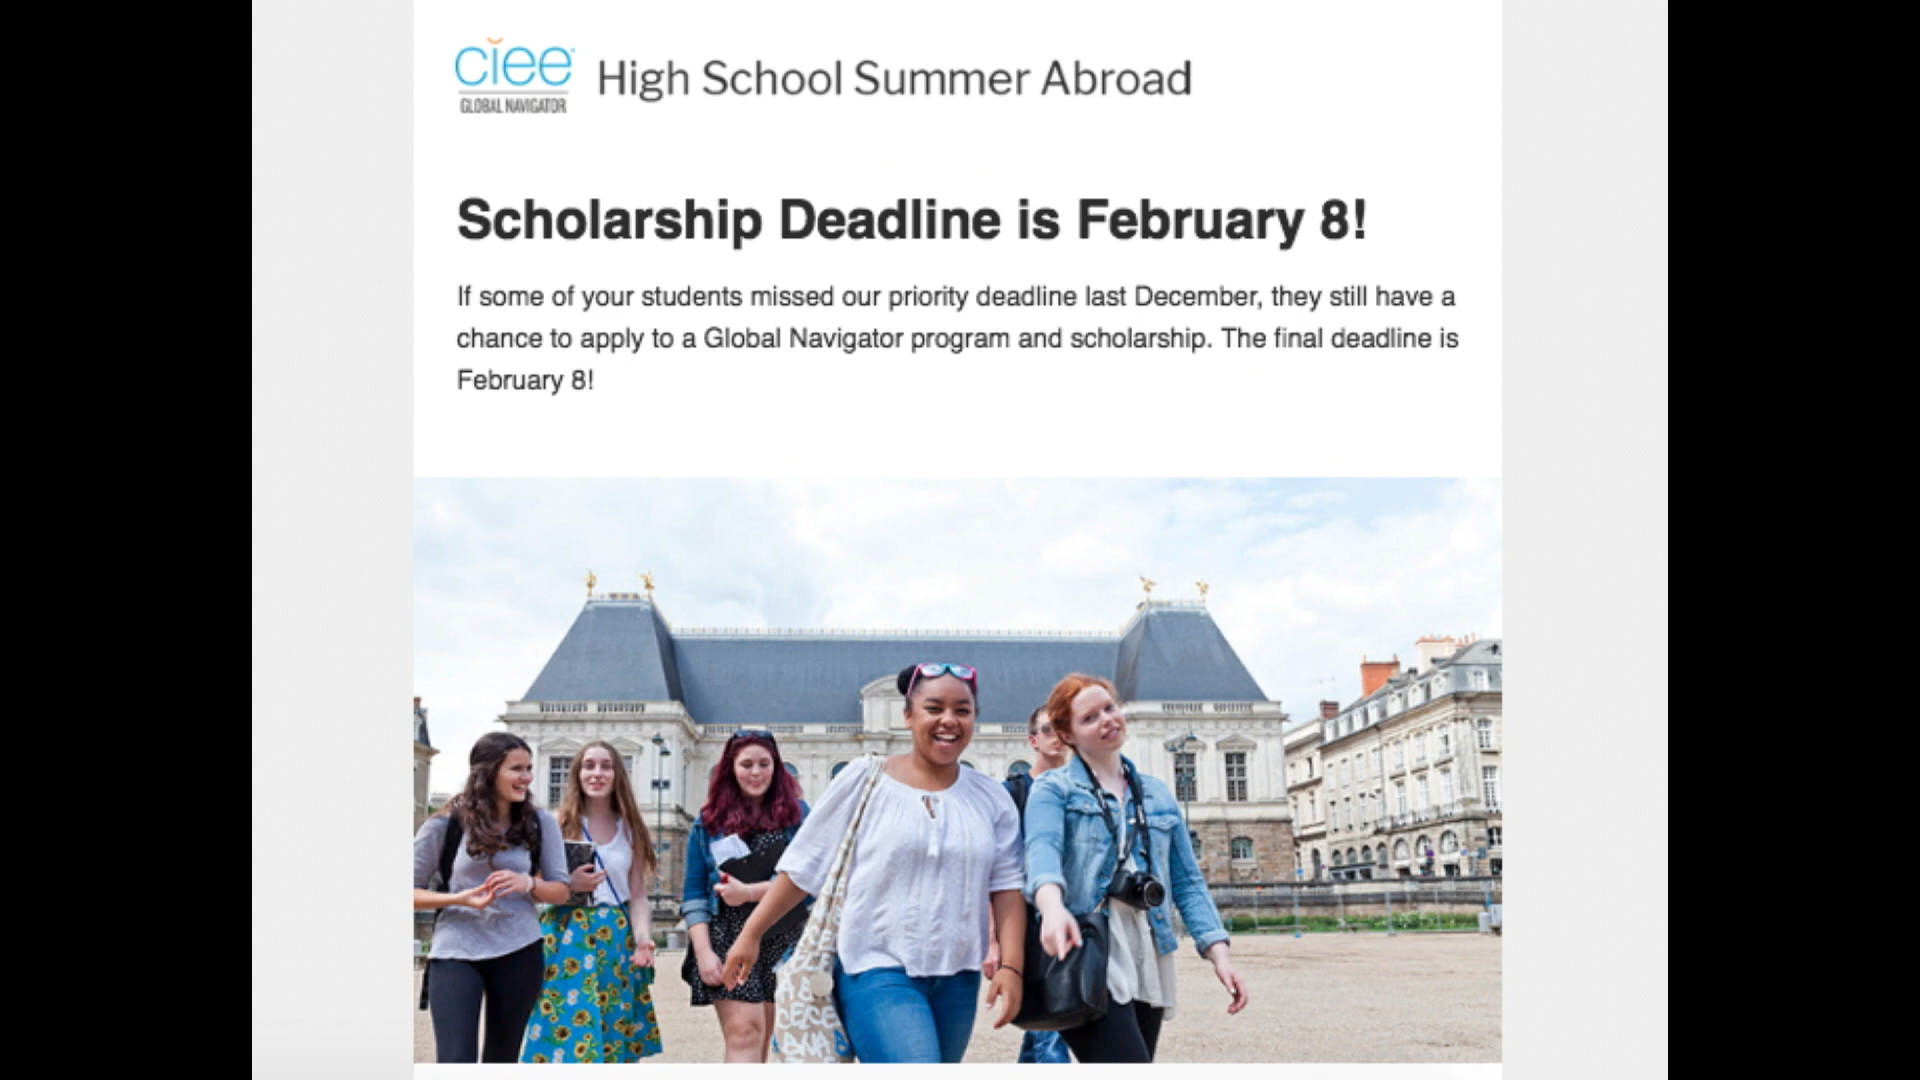 ciee
GLOBAL NAVIGATOR
High School Summer Abroad
Scholarship Deadline is February 8!
If some of your students missed our priority deadline last December, they still have a
chance to apply to a Global Navigator program and scholarship. The final deadline is
February 8!